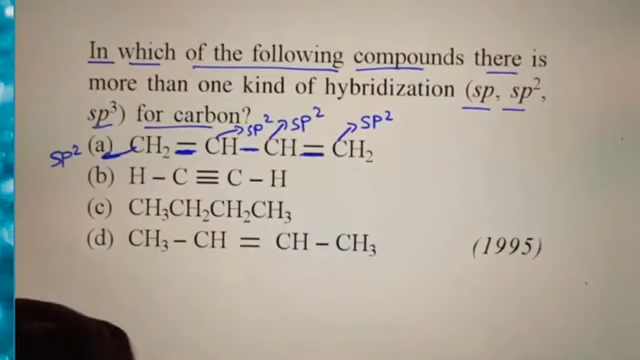 In which of the following compounds there is
more than one kind of hybridization (sp, sp²,
sp³) for carbon?
sp² sp² sp²
sp² (a) CH₂ = CH – CH = CH₂
(b) H – C ≡ C – H
(c) CH₃CH₂CH₂CH₃
(d) CH₃ – CH = CH – CH₃ (1995)